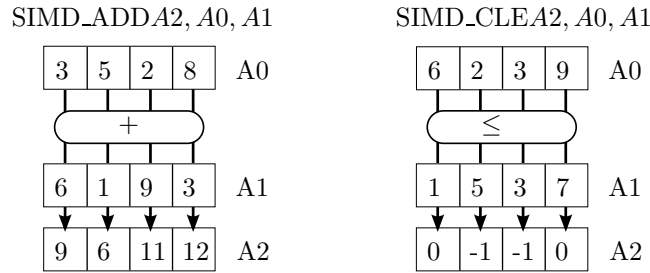 SIMD_ADDA2, A0, A1
3 5 2 8 A0
+
6 1 9 3 A1
9 6 11 12 A2
SIMD_CLEA2, A0, A1
6 2 3 9 A0
≤
1 5 3 7 A1
0 -1 -1 0 A2